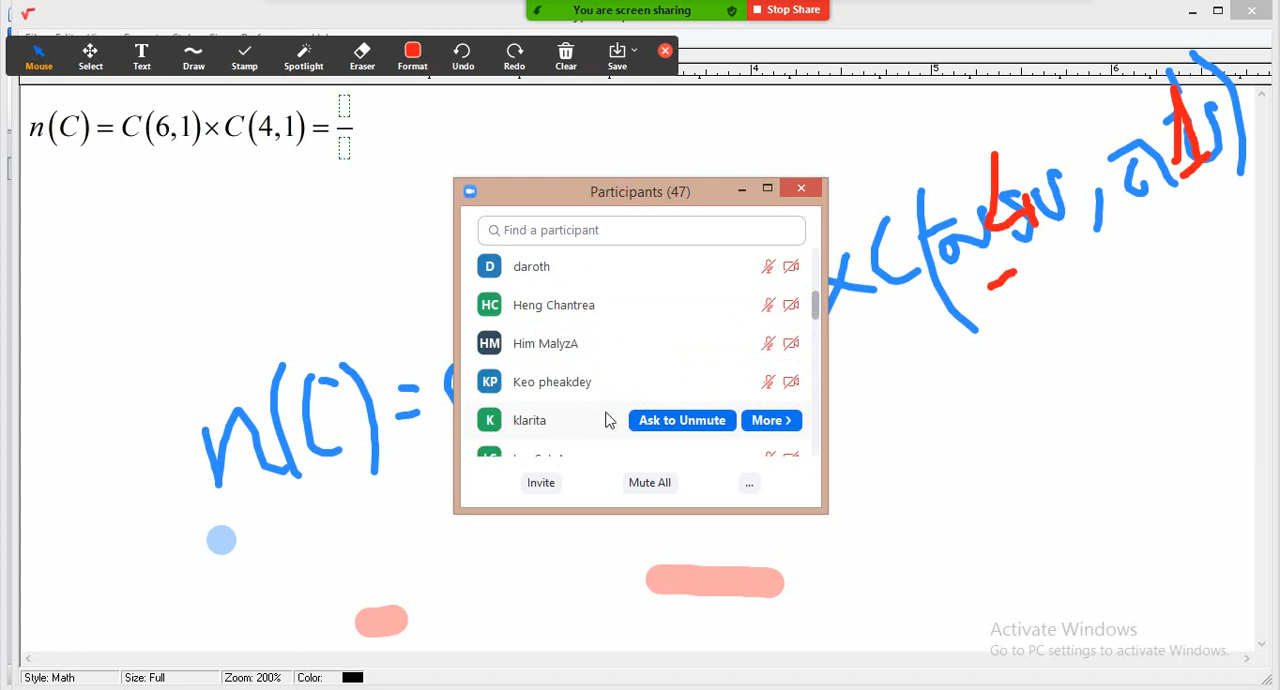 You are screen sharing
Stop Share
Mouse
Select
Text
Draw
Stamp
Spotlight
Eraser
Format
Undo
Redo
Clear
Save
4
5
6
n(C) = C(6,1)×C(4,1) =
Participants (47)
Find a participant
D daroth
HC Heng Chantrea
HM Him MalyzA
KP Keo pheakdey
K klarita
Ask to Unmute
More >
Invite
Mute All
...
n(C) =
×C(
Activate Windows
Go to PC settings to activate Windows.
Style: Math
Size: Full
Zoom: 200%
Color: